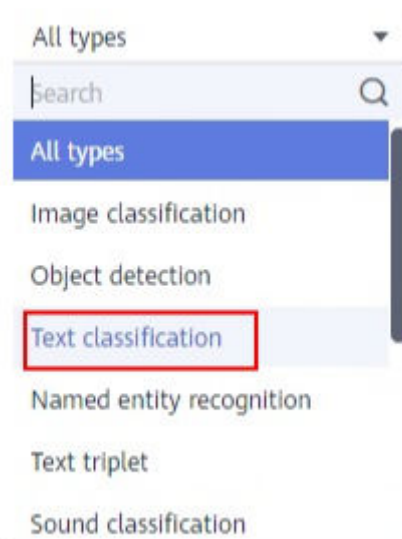 All types
Search
All types
Image classification
Object detection
Text classification
Named entity recognition
Text triplet
Sound classification